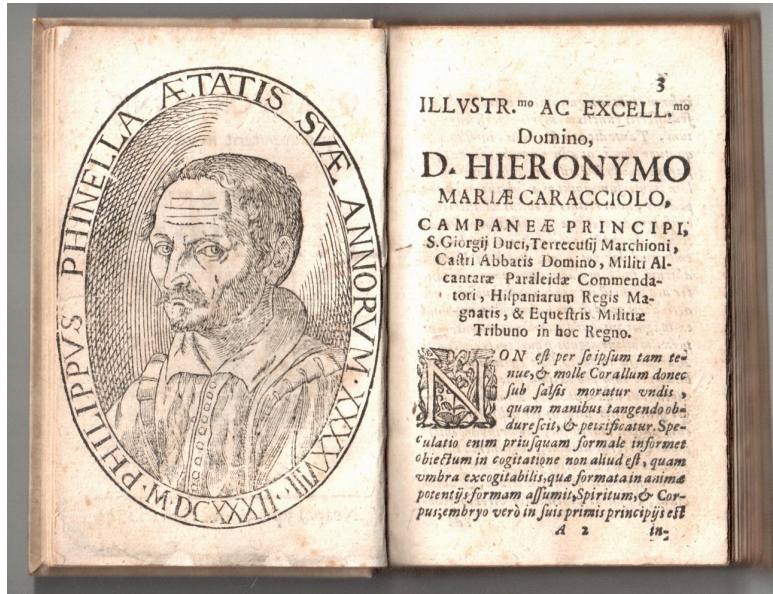 PHILIPPVS PHINELLA ÆTATIS SVÆ ANNORVM · XXXXVIII · M·DCXXXII ·
3
ILLVSTR.ᵐᵒ AC EXCELL.ᵐᵒ
Domino,
D. HIERONYMO
MARIÆ CARACCIOLO,
CAMPANEÆ PRINCIPI,
S. Giorgij Duci, Terrecusij Marchioni,
Castri Abbatis Domino, Militi Al-
cantaræ Paraleidæ Commenda-
tori, Hiſpaniarum Regis Ma-
gnatis, & Equeſtris Militiæ
Tribuno in hoc Regno.
NON eſt per ſeipſum tam te-
nue, & molle Corallum donec
ſub ſalſis moratur vndis,
quam manibus tangendo ob-
dureſcit, & petrificatur. Spe-
culatio enim priuſquam formale informet
obiectum in cogitatione non aliud eſt, quam
vmbra excogitabilis; quæ formata in animæ
potentijs formam aſſumit, Spiritum, & Cor-
pus; embryo verò in ſuis primis principijs eſt
A 2 in-